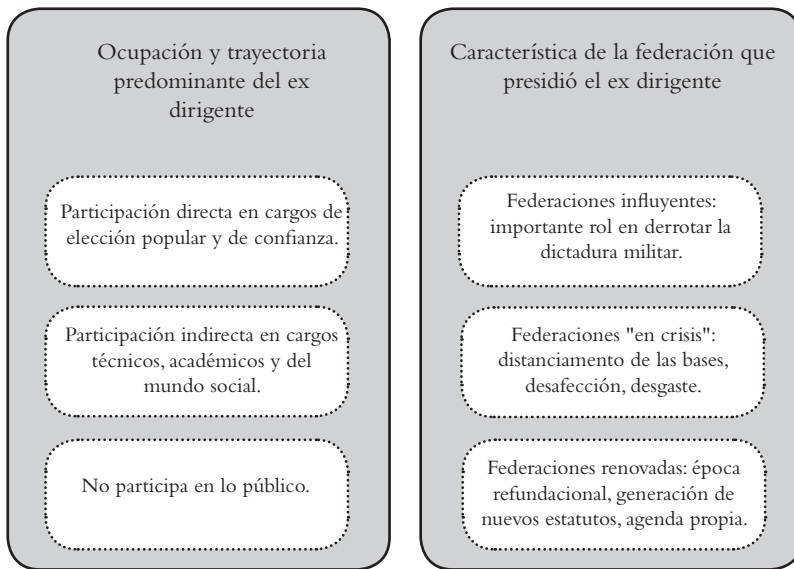 Ocupación y trayectoria
predominante del ex
dirigente
Participación directa en cargos de
elección popular y de confianza.
Participación indirecta en cargos
técnicos, académicos y del
mundo social.
No participa en lo público.
Característica de la federación que
presidió el ex dirigente
Federaciones influyentes:
importante rol en derrotar la
dictadura militar.
Federaciones "en crisis":
distanciamento de las bases,
desafección, desgaste.
Federaciones renovadas: época
refundacional, generación de
nuevos estatutos, agenda propia.